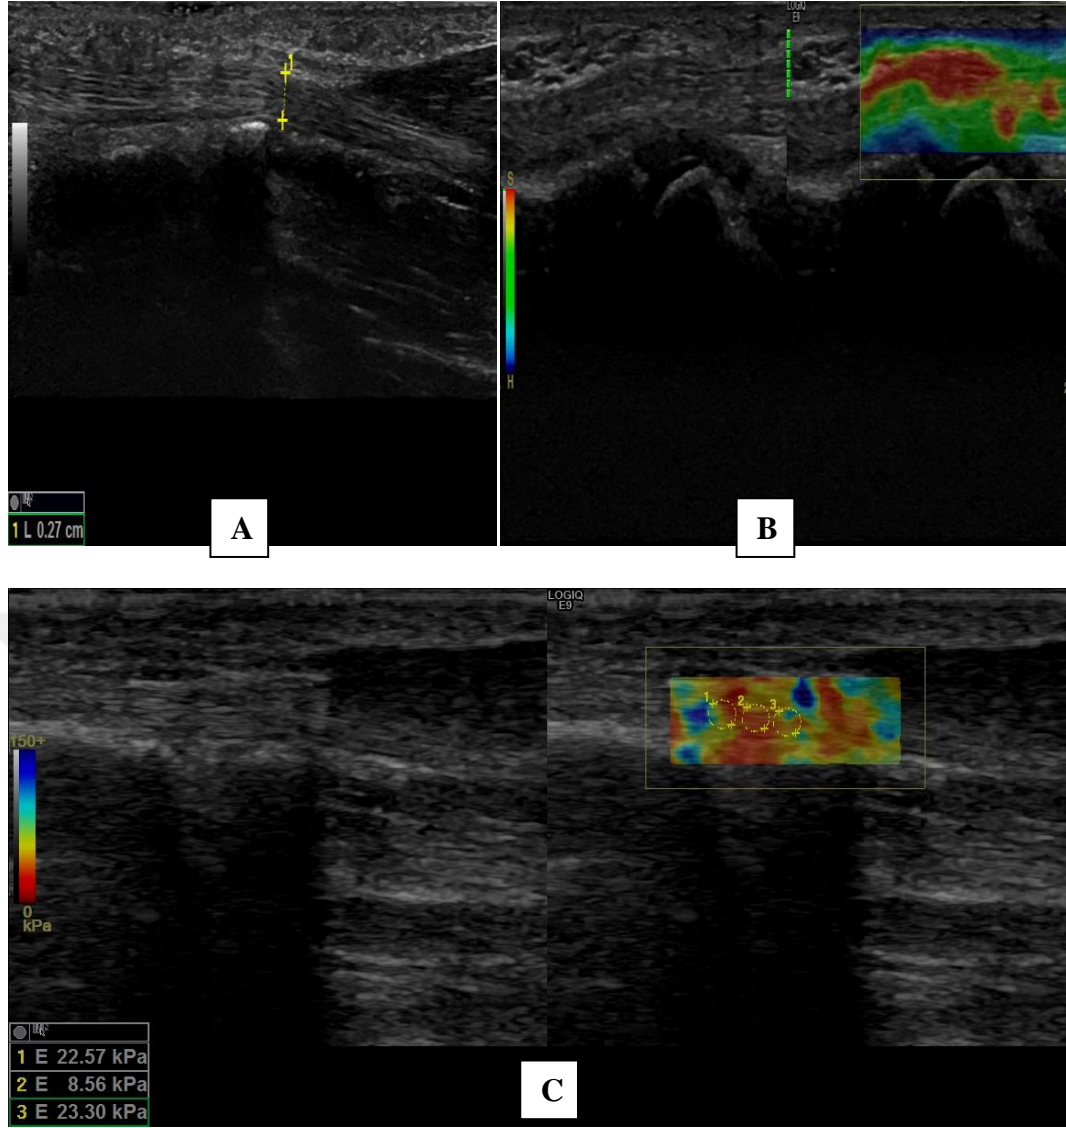 1
1 L 0.27 cm
A
LOGIQ
E9
S
H
B
LOGIQ
E9
150+
0
kPa
1
2
3
1 E 22.57 kPa
2 E 8.56 kPa
3 E 23.30 kPa
C